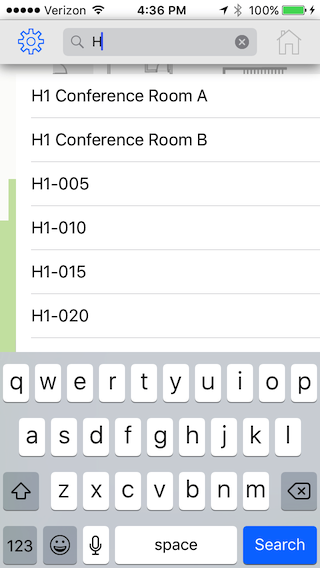 Verizon 4:36 PM 100%
H
H1 Conference Room A
H1 Conference Room B
H1-005
H1-010
H1-015
H1-020
q w e r t y u i o p
a s d f g h j k l
z x c v b n m
123 space Search